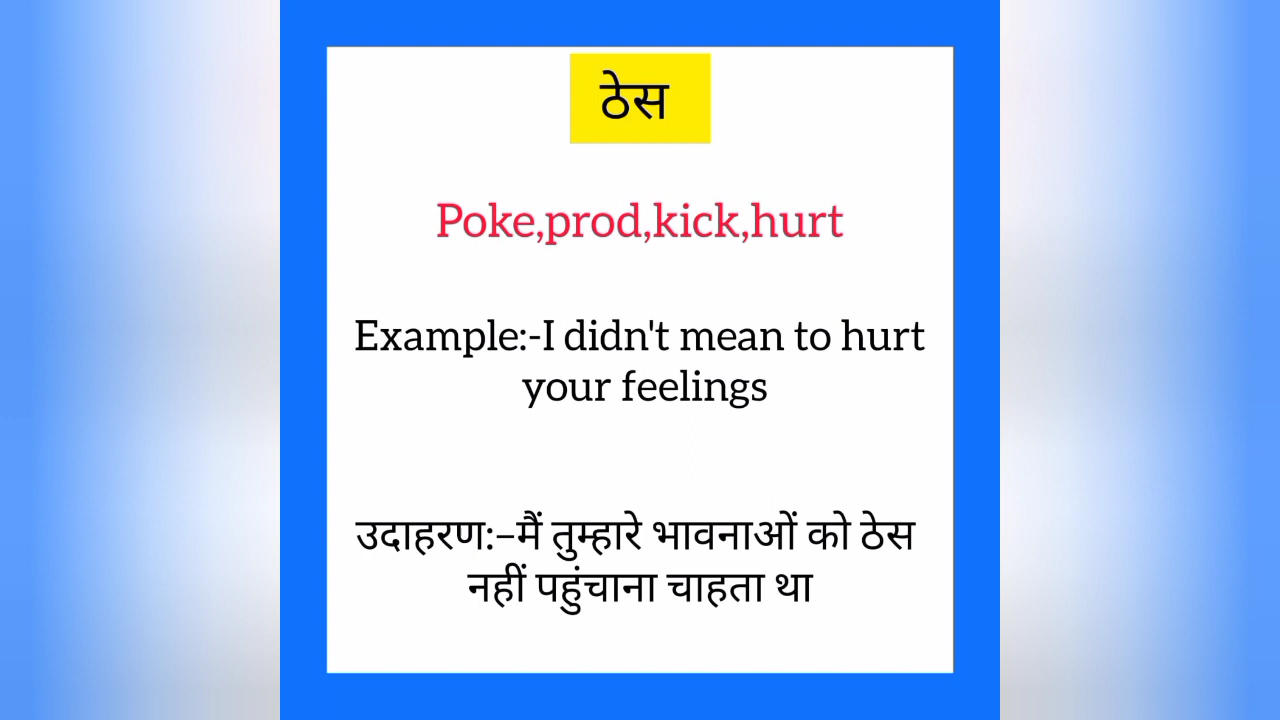 ठेस
Poke,prod,kick,hurt
Example:-I didn't mean to hurt
your feelings
उदाहरण:–मैं तुम्हारे भावनाओं को ठेस
नहीं पहुंचाना चाहता था